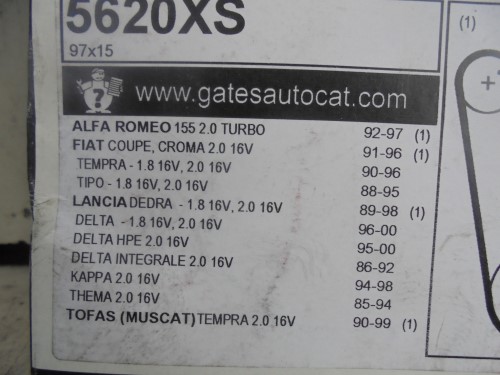 5620XS
(1)
97x15
www.gatesautocat.com
ALFA ROMEO 155 2.0 TURBO 92-97 (1)
FIAT COUPE, CROMA 2.0 16V 91-96 (1)
TEMPRA - 1.8 16V, 2.0 16V 90-96
TIPO - 1.8 16V, 2.0 16V 88-95
LANCIA DEDRA - 1.8 16V, 2.0 16V 89-98 (1)
DELTA - 1.8 16V, 2.0 16V 96-00
DELTA HPE 2.0 16V 95-00
DELTA INTEGRALE 2.0 16V 86-92
KAPPA 2.0 16V 94-98
THEMA 2.0 16V 85-94
TOFAS (MUSCAT) TEMPRA 2.0 16V 90-99 (1)